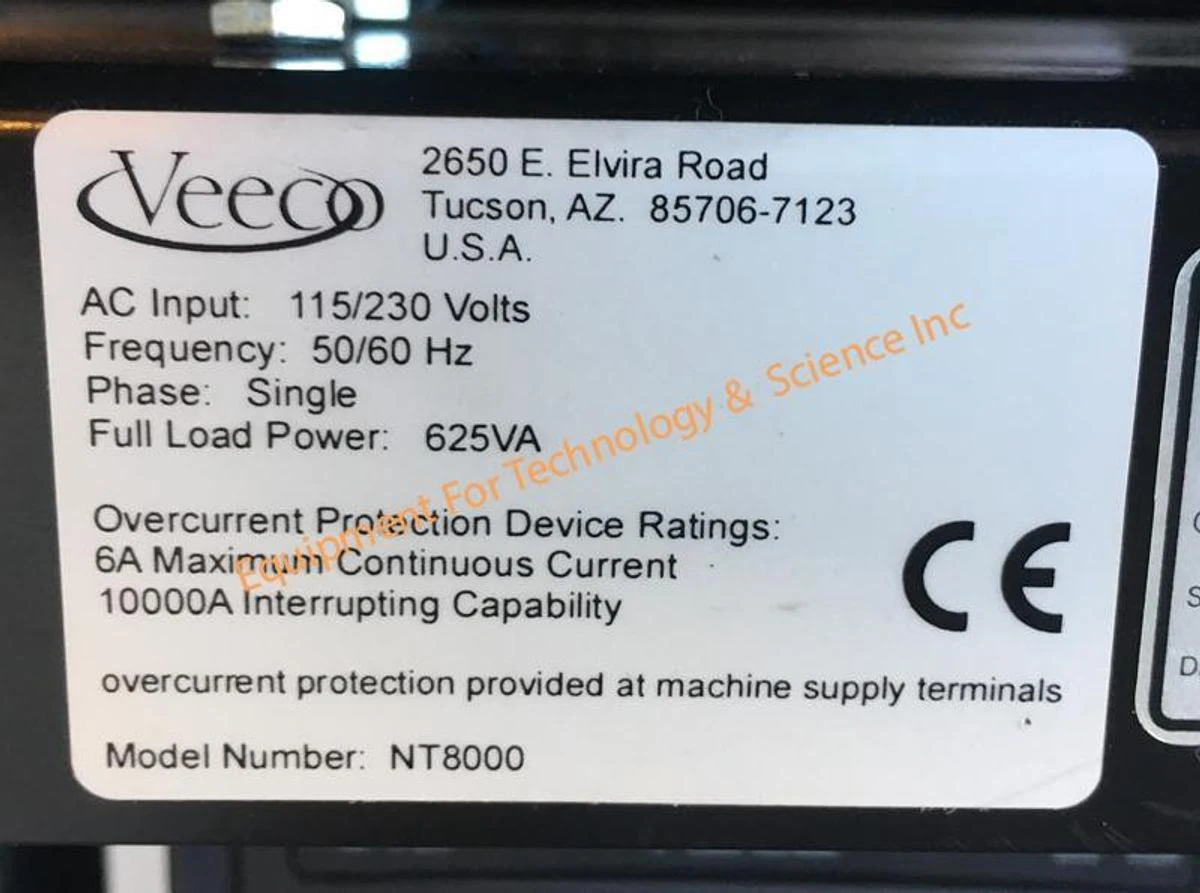 Veeco
2650 E. Elvira Road
Tucson, AZ. 85706-7123
U.S.A.
AC Input: 115/230 Volts
Frequency: 50/60 Hz
Phase: Single
Full Load Power: 625VA
Equipment For Technology & Science Inc
Overcurrent Protection Device Ratings:
6A Maximum Continuous Current
10000A Interrupting Capability
CE
overcurrent protection provided at machine supply terminals
Model Number: NT8000